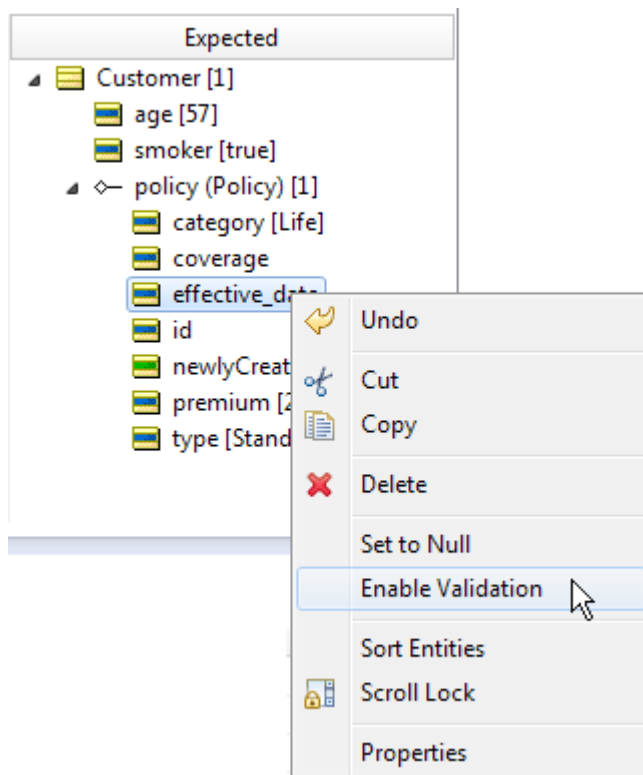 Expected
Customer [1]
age [57]
smoker [true]
policy (Policy) [1]
category [Life]
coverage
effective_date
id
newlyCreat
premium [2
type [Stand
Undo
Cut
Copy
Delete
Set to Null
Enable Validation
Sort Entities
Scroll Lock
Properties